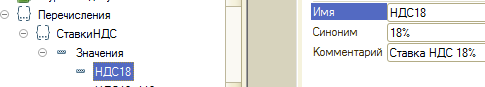 Перечисления
СтавкиНДС
Значения
НДС18
Имя НДС18
Синоним 18%
Комментарий Ставка НДС 18%